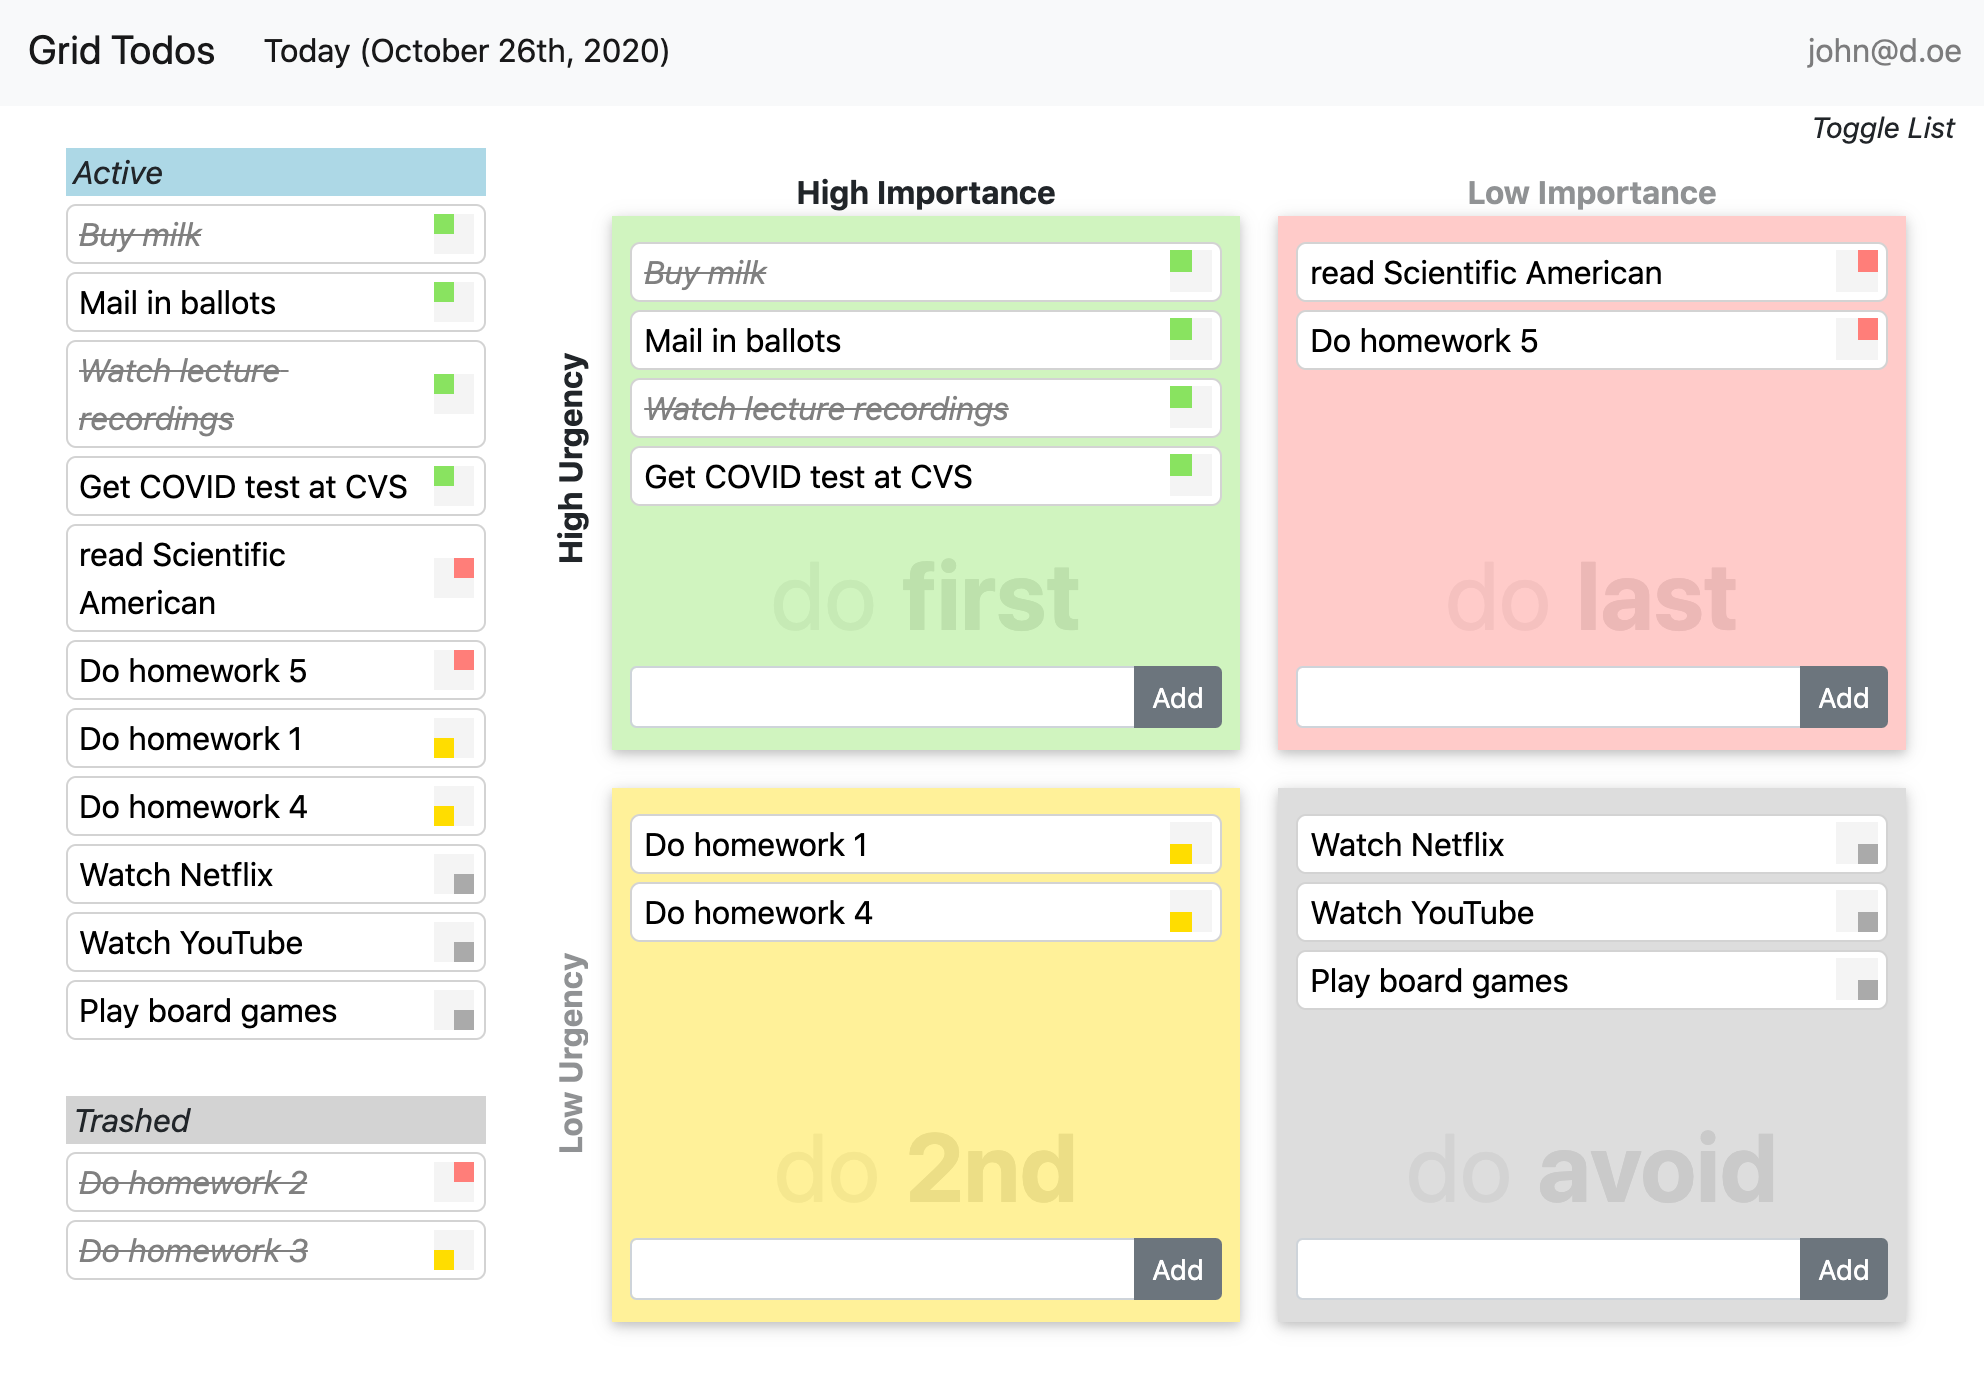 Grid Todos
Today (October 26th, 2020)
john@d.oe
Toggle List
Active
Buy milk
Mail in ballots
Watch lecture
recordings
Get COVID test at CVS
read Scientific
American
Do homework 5
Do homework 1
Do homework 4
Watch Netflix
Watch YouTube
Play board games
Trashed
Do homework 2
Do homework 3
High Importance
Low Importance
High Urgency
Buy milk
Mail in ballots
Watch lecture recordings
Get COVID test at CVS
do first
Add
read Scientific American
Do homework 5
do last
Add
Low Urgency
Do homework 1
Do homework 4
do 2nd
Add
Watch Netflix
Watch YouTube
Play board games
do avoid
Add